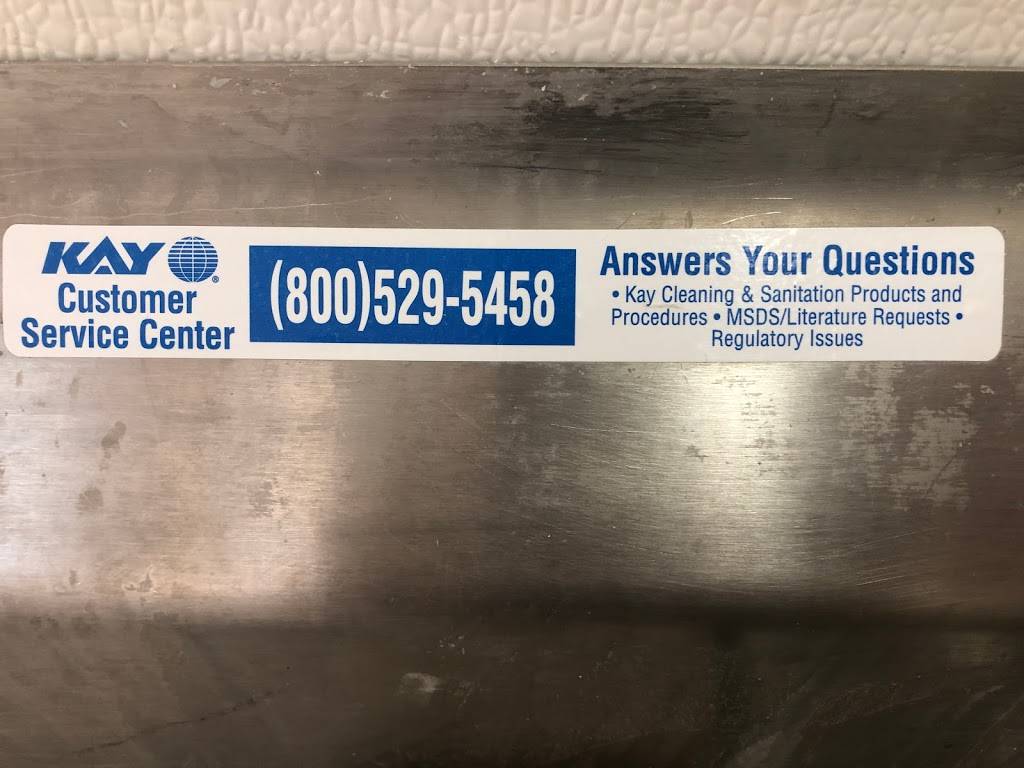 KAY ®
Customer
Service Center
(800)529-5458
Answers Your Questions
• Kay Cleaning & Sanitation Products and
Procedures • MSDS/Literature Requests •
Regulatory Issues